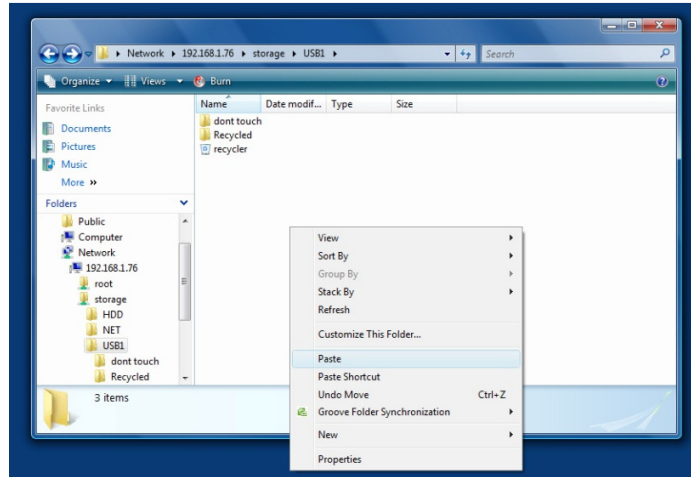 Network ▸ 192.168.1.76 ▸ storage ▸ USB1 ▸
Search
Organize
Views
Burn
Favorite Links
Documents
Pictures
Music
More »
Folders
Public
Computer
Network
192.168.1.76
root
storage
HDD
NET
USB1
dont touch
Recycled
Name Date modif... Type Size
dont touch
Recycled
recycler
View
Sort By
Group By
Stack By
Refresh
Customize This Folder...
Paste
Paste Shortcut
Undo Move Ctrl+Z
Groove Folder Synchronization
New
Properties
3 items